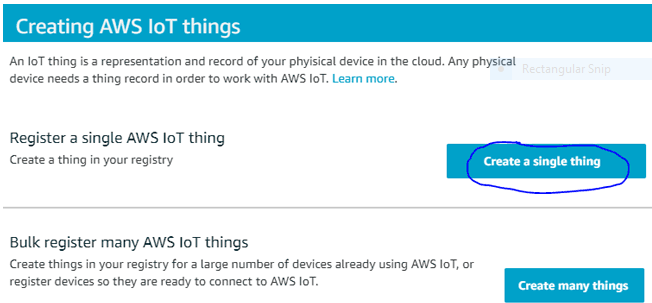 Creating AWS IoT things
An IoT thing is a representation and record of your phyisical device in the cloud. Any physical
device needs a thing record in order to work with AWS IoT. Learn more.
Rectangular Snip
Register a single AWS IoT thing
Create a thing in your registry
Create a single thing
Bulk register many AWS IoT things
Create things in your registry for a large number of devices already using AWS IoT, or
register devices so they are ready to connect to AWS IoT.
Create many things